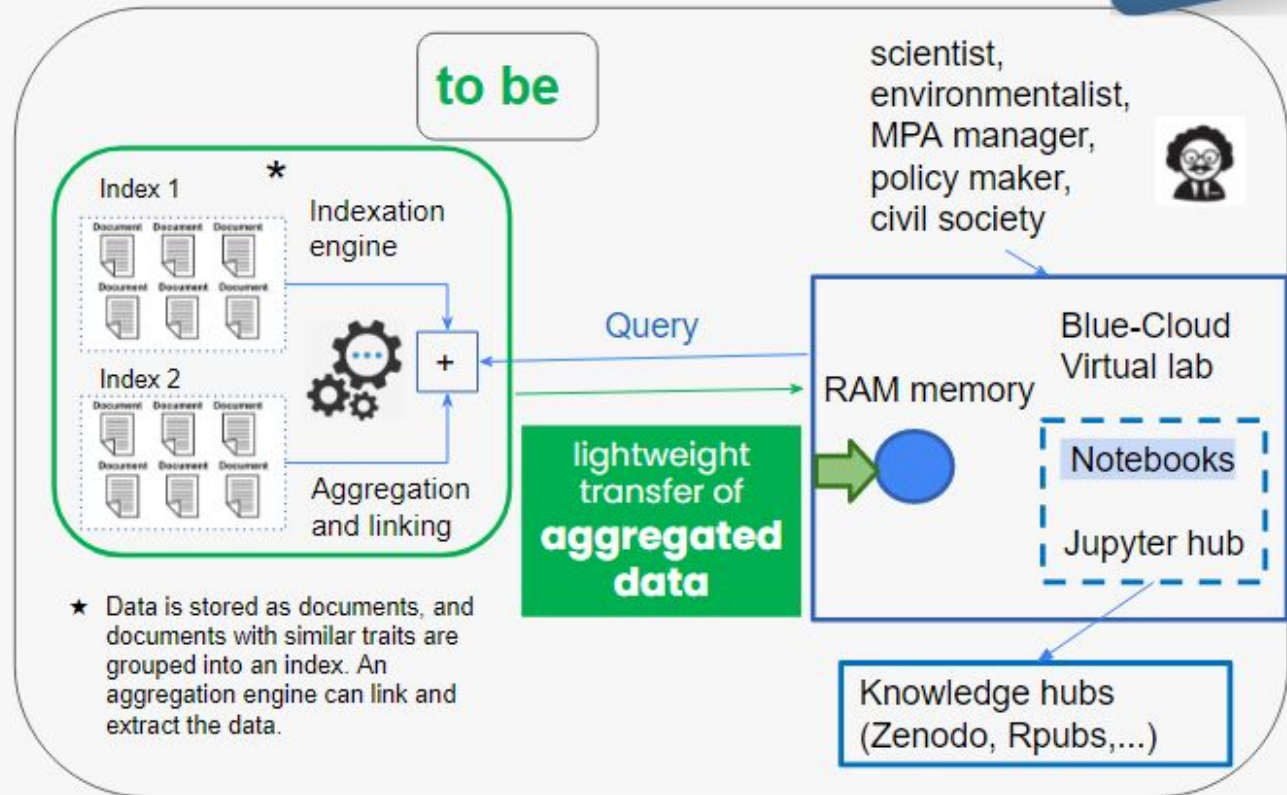 to be
scientist,
environmentalist,
MPA manager,
policy maker,
civil society
*
Index 1
Document Document Document
Document Document Document
Indexation
engine
Index 2
Document Document Document
Document Document Document
Aggregation
and linking
+
Query
lightweight
transfer of
aggregated
data
RAM memory
Blue-Cloud
Virtual lab
Notebooks
Jupyter hub
★ Data is stored as documents, and
documents with similar traits are
grouped into an index. An
aggregation engine can link and
extract the data.
Knowledge hubs
(Zenodo, Rpubs,...)